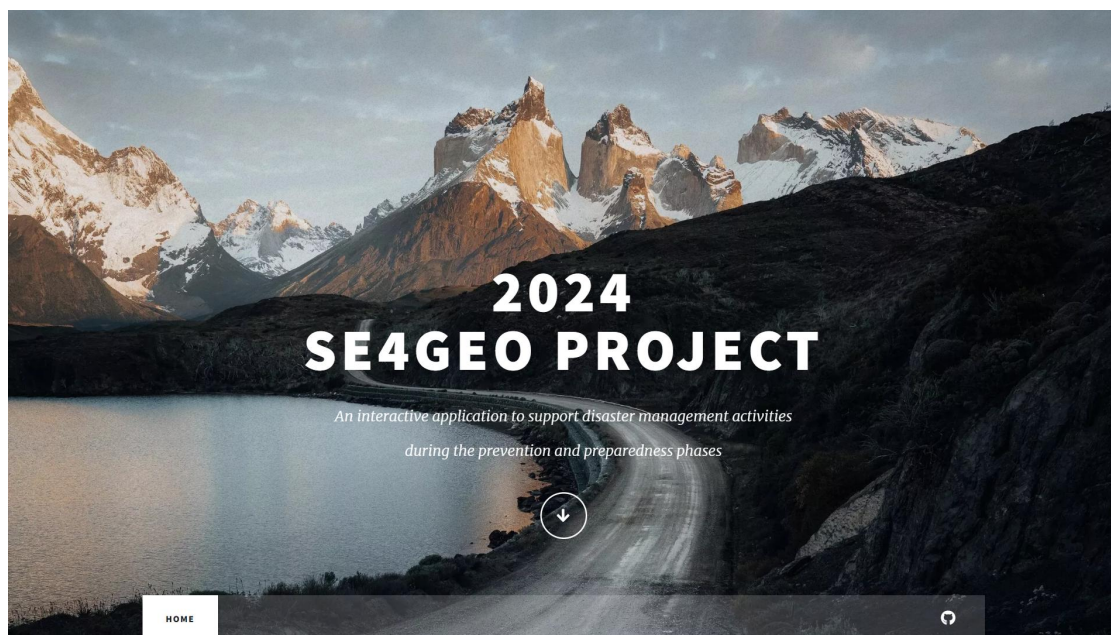 2024
SE4GEO PROJECT
An interactive application to support disaster management activities
during the prevention and preparedness phases
HOME